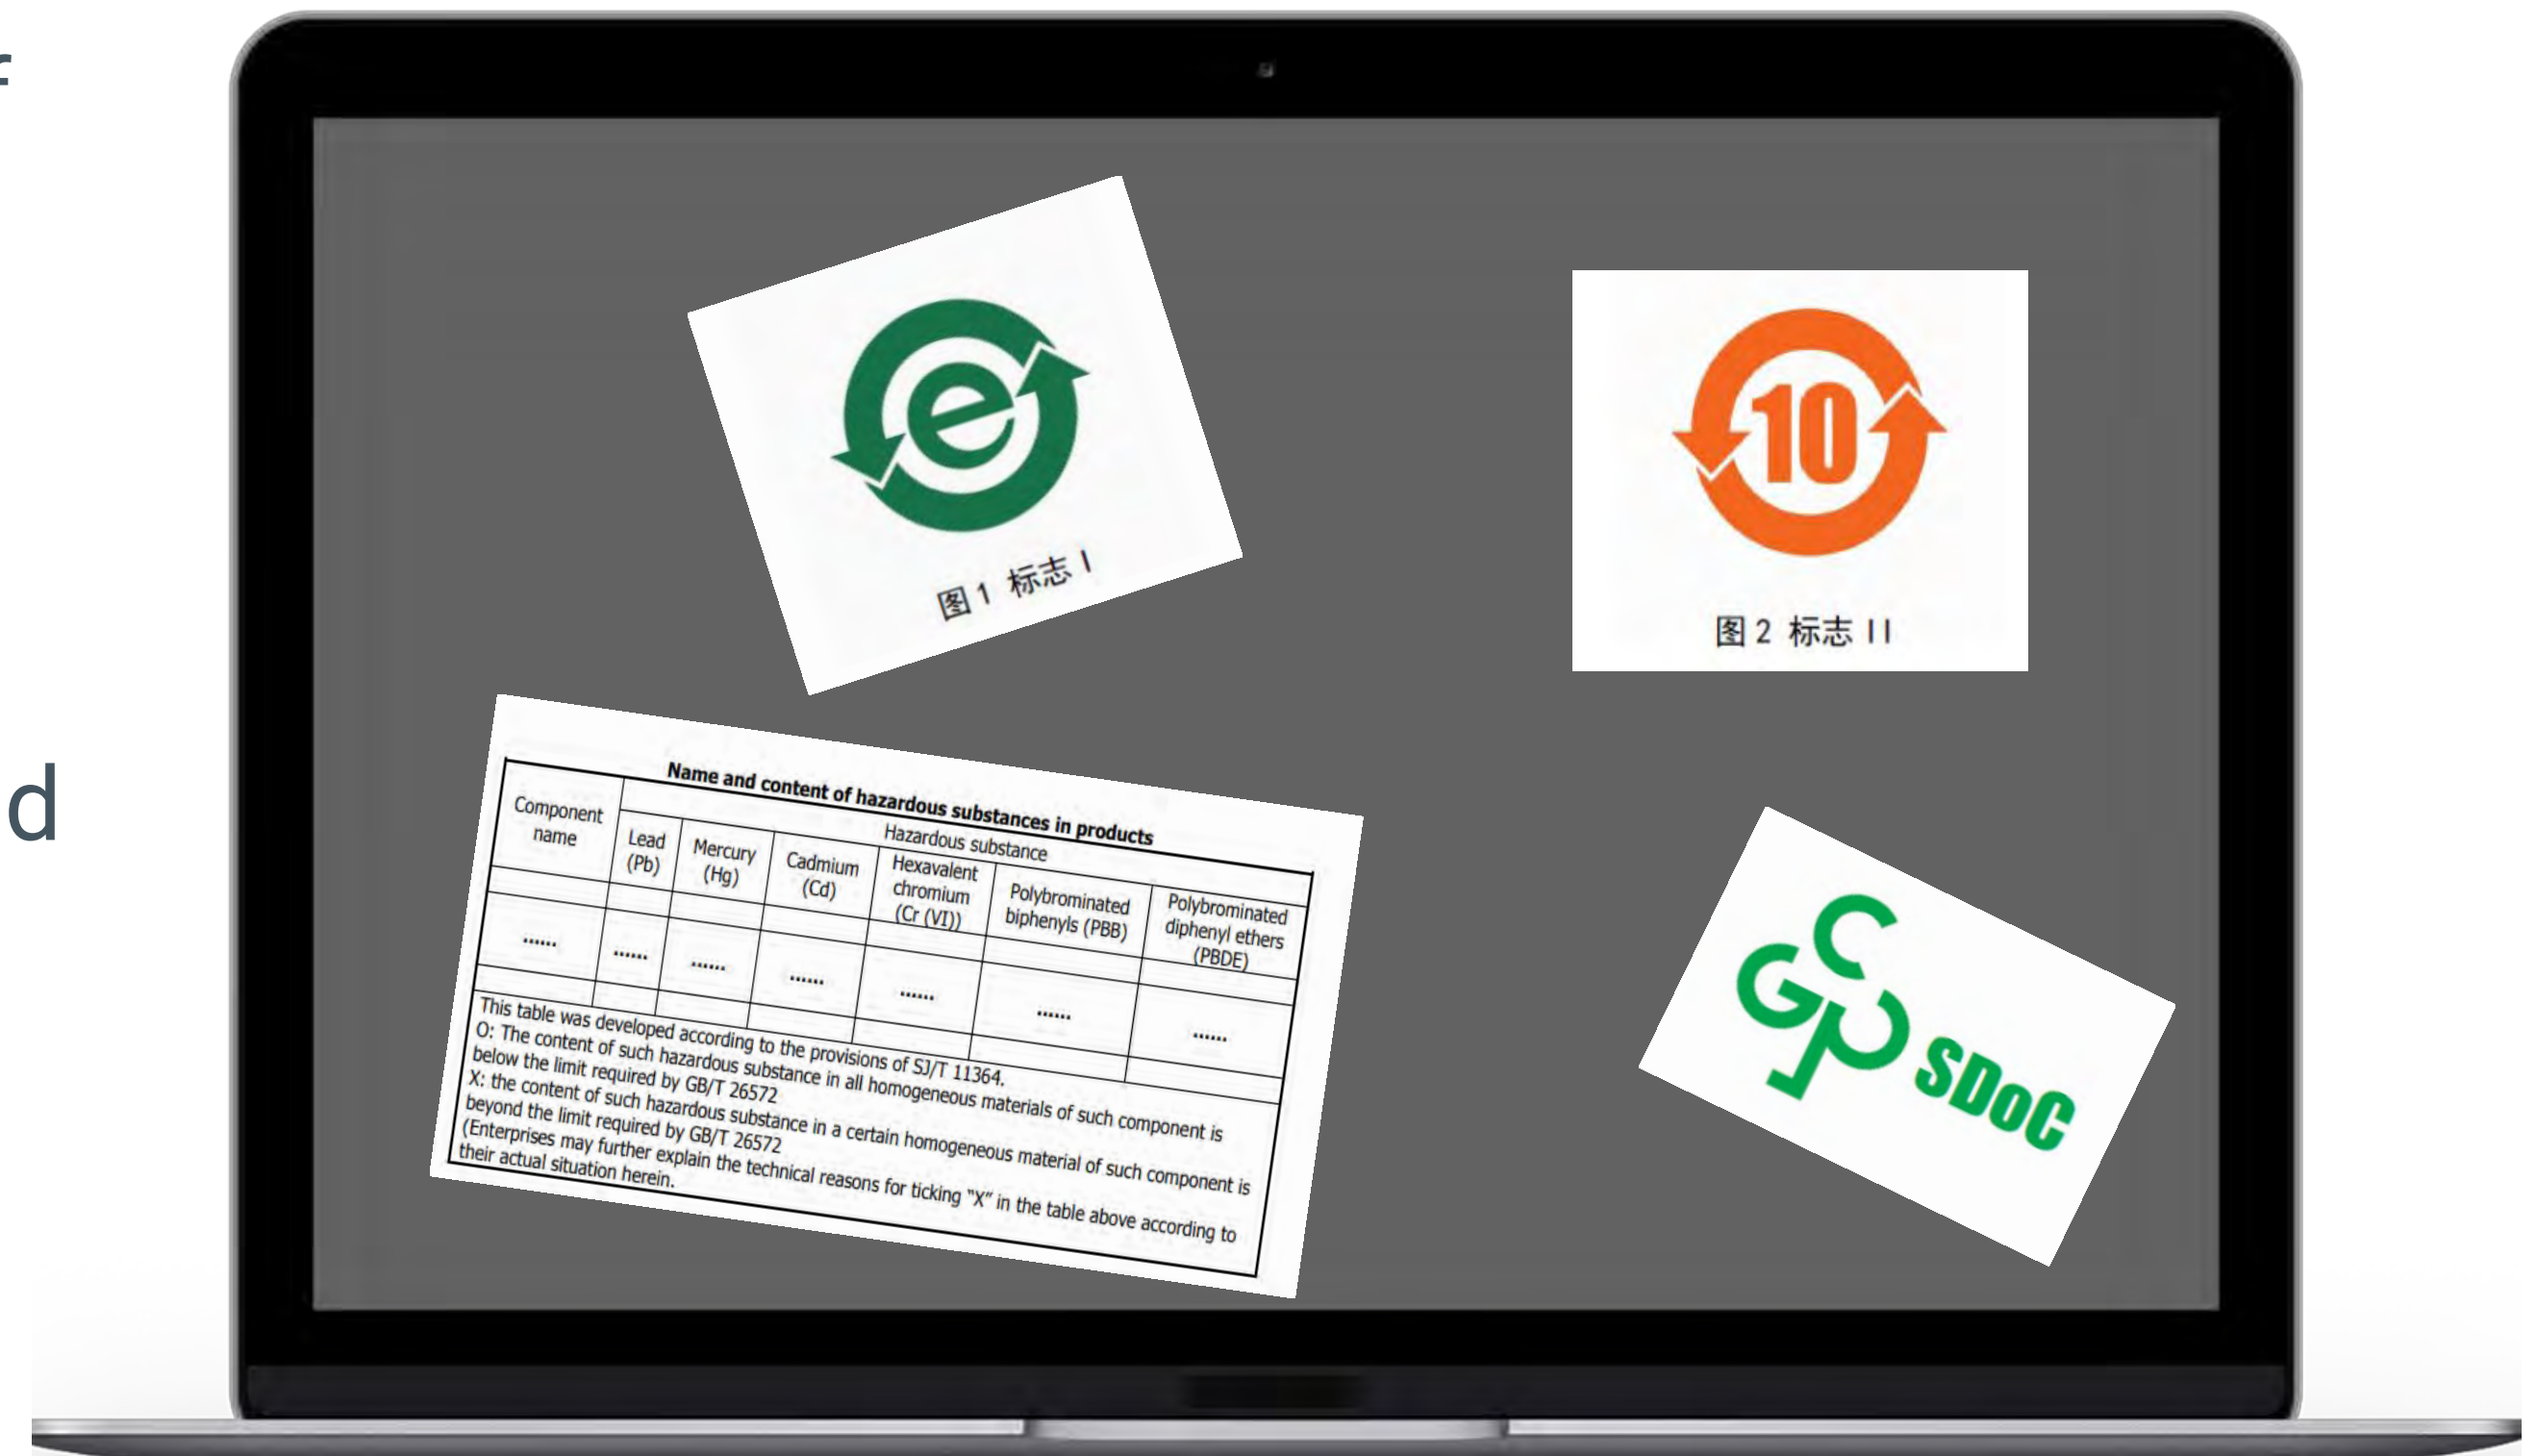 f
d
e
图1 标志 I
10
图2 标志 II
Name and content of hazardous substances in products
Component name
Hazardous substance
Lead (Pb)
Mercury (Hg)
Cadmium (Cd)
Hexavalent chromium (Cr (VI))
Polybrominated biphenyls (PBB)
Polybrominated diphenyl ethers (PBDE)
...... ...... ...... ...... ...... ...... ......
This table was developed according to the provisions of SJ/T 11364.
O: The content of such hazardous substance in all homogeneous materials of such component is
below the limit required by GB/T 26572
X: the content of such hazardous substance in a certain homogeneous material of such component is
beyond the limit required by GB/T 26572
(Enterprises may further explain the technical reasons for ticking “X” in the table above according to
their actual situation herein.
CGP SDoC